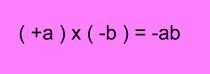 ( +a ) x ( -b ) = -ab